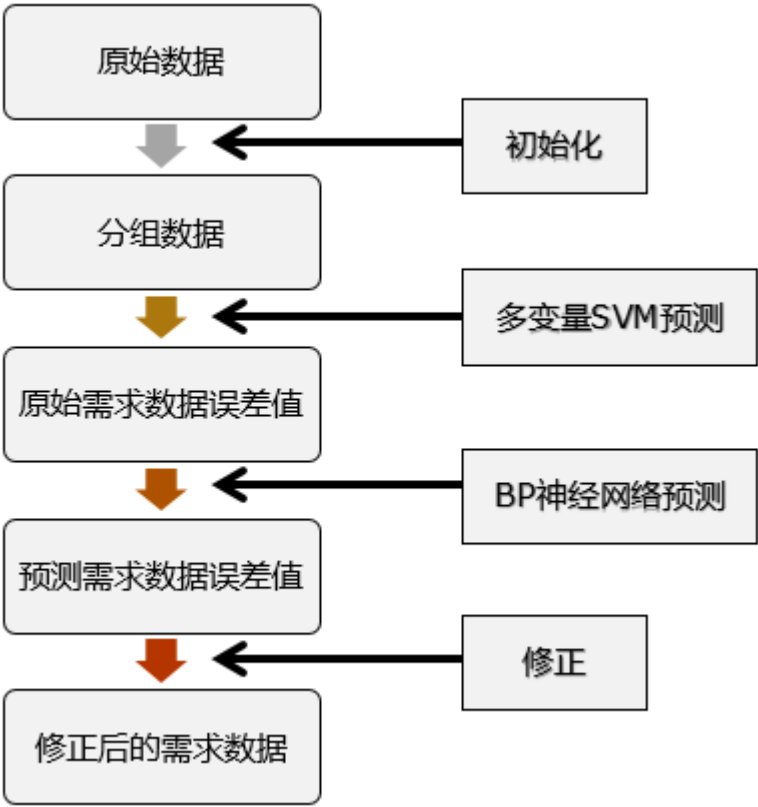 原始数据
初始化
分组数据
多变量SVM预测
原始需求数据误差值
BP神经网络预测
预测需求数据误差值
修正
修正后的需求数据